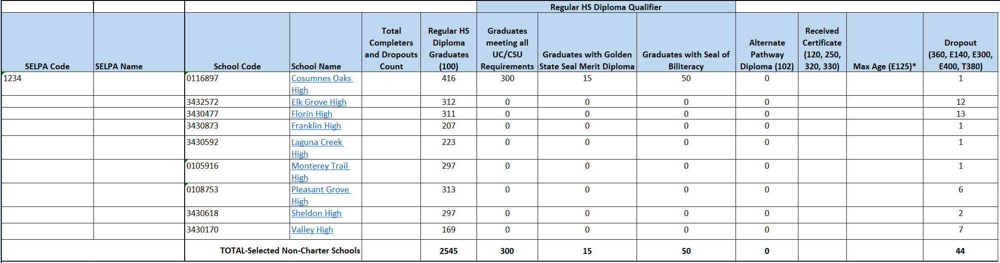 Regular HS Diploma Qualifier
SELPA Code SELPA Name School Code School Name Total Completers and Dropouts Count Regular HS Diploma Graduates (100) Graduates meeting all UC/CSU Requirements Graduates with Golden State Seal Merit Diploma Graduates with Seal of Biliteracy Alternate Pathway Diploma (102) Received Certificate (120, 250, 320, 330) Max Age (E125)* Dropout (360, E140, E300, E400, T380)
1234 0116897 Cosumnes Oaks High 416 300 15 50 0 1
3432572 Elk Grove High 312 0 0 0 0 12
3430477 Florin High 311 0 0 0 0 13
3430873 Franklin High 207 0 0 0 0 1
3430592 Laguna Creek High 223 0 0 0 0 1
0105916 Monterey Trail High 297 0 0 0 0 1
0108753 Pleasant Grove High 313 0 0 0 0 6
3430618 Sheldon High 297 0 0 0 0 2
3430170 Valley High 169 0 0 0 0 7
TOTAL-Selected Non-Charter Schools 2545 300 15 50 0 44